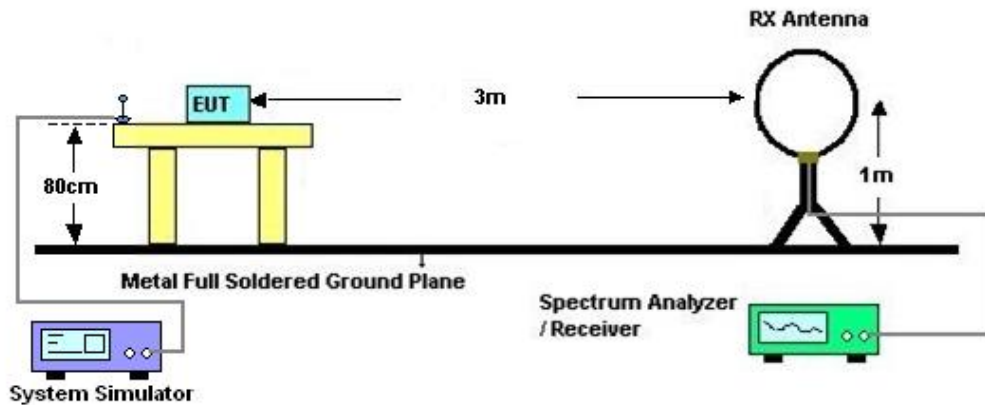 RX Antenna
EUT
3m
80cm
1m
Metal Full Soldered Ground Plane
Spectrum Analyzer
/ Receiver
System Simulator